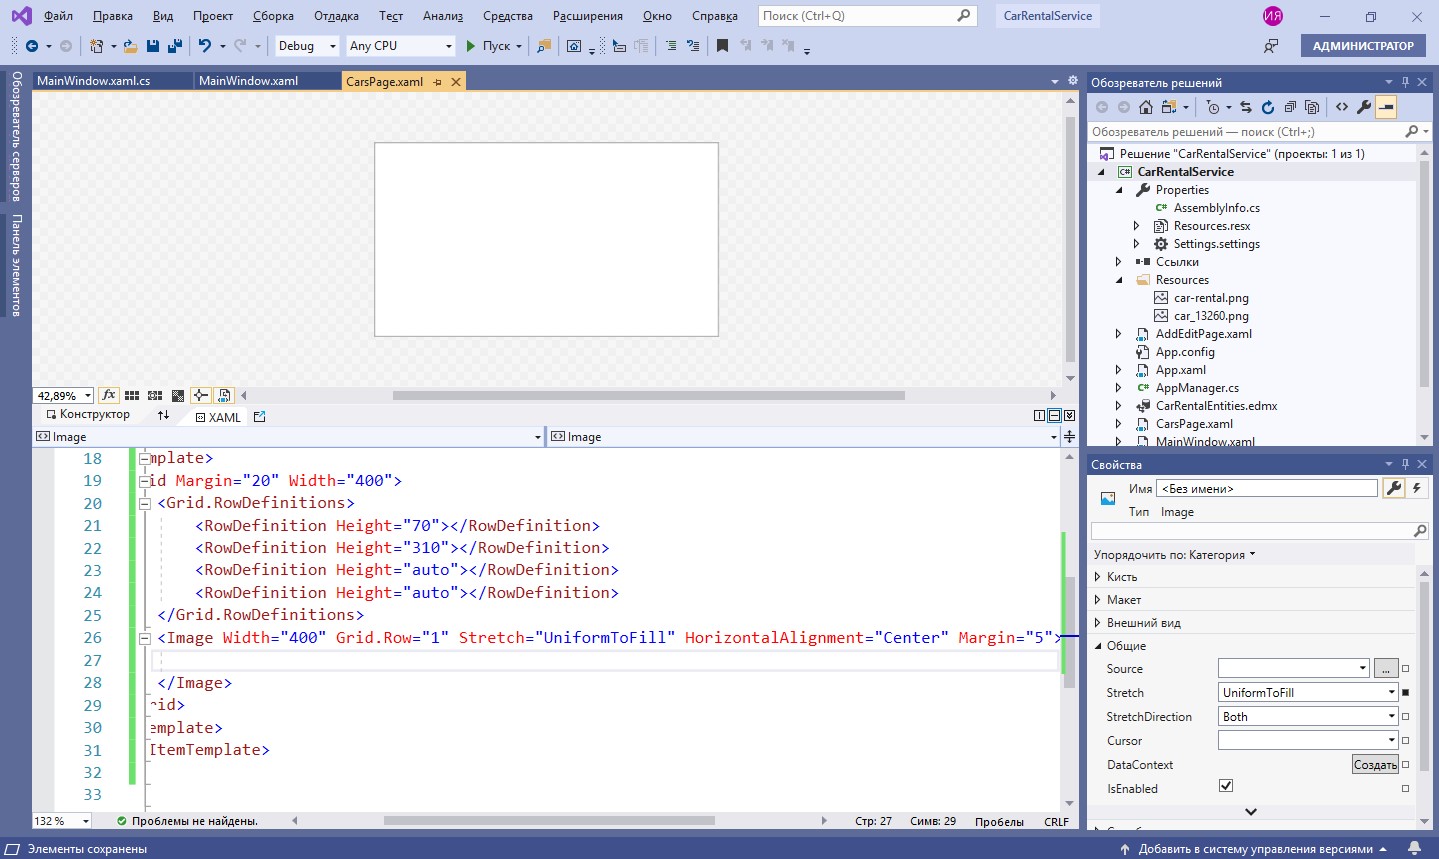 Файл Правка Вид Проект Сборка Отладка Тест Анализ Средства Расширения Окно Справка Поиск (Ctrl+Q) CarRentalService ИЯ
Debug Any CPU Пуск АДМИНИСТРАТОР
Обозреватель серверов
Панель элементов
MainWindow.xaml.cs MainWindow.xaml CarsPage.xaml
42,89% fx
Конструктор XAML
Image Image
18 mplate>
19 id Margin="20" Width="400">
20 <Grid.RowDefinitions>
21 <RowDefinition Height="70"></RowDefinition>
22 <RowDefinition Height="310"></RowDefinition>
23 <RowDefinition Height="auto"></RowDefinition>
24 <RowDefinition Height="auto"></RowDefinition>
25 </Grid.RowDefinitions>
26 <Image Width="400" Grid.Row="1" Stretch="UniformToFill" HorizontalAlignment="Center" Margin="5">
27
28 </Image>
29 rid>
30 emplate>
31 ItemTemplate>
32
33
132 % Проблемы не найдены. Стр: 27 Симв: 29 Пробелы CRLF
Обозреватель решений
Обозреватель решений — поиск (Ctrl+;)
Решение "CarRentalService" (проекты: 1 из 1)
C# CarRentalService
Properties
C# AssemblyInfo.cs
Resources.resx
Settings.settings
Ссылки
Resources
car-rental.png
car_13260.png
AddEditPage.xaml
App.config
App.xaml
C# AppManager.cs
CarRentalEntities.edmx
CarsPage.xaml
MainWindow.xaml
Свойства
Имя <Без имени>
Тип Image
Упорядочить по: Категория
Кисть
Макет
Внешний вид
Общие
Source ...
Stretch UniformToFill
StretchDirection Both
Cursor
DataContext Создать
IsEnabled
Элементы сохранены Добавить в систему управления версиями